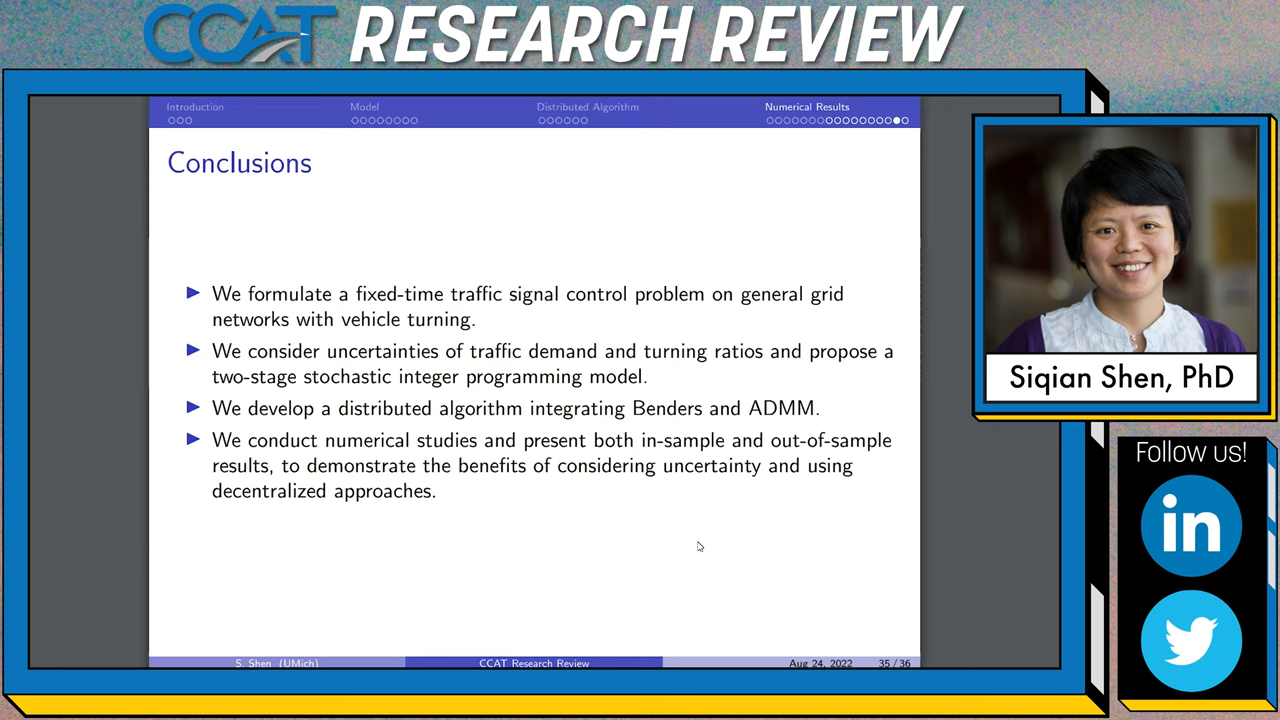 CCAT RESEARCH REVIEW
Introduction Model Distributed Algorithm Numerical Results
Conclusions
We formulate a fixed-time traffic signal control problem on general grid
networks with vehicle turning.
We consider uncertainties of traffic demand and turning ratios and propose a
two-stage stochastic integer programming model.
We develop a distributed algorithm integrating Benders and ADMM.
We conduct numerical studies and present both in-sample and out-of-sample
results, to demonstrate the benefits of considering uncertainty and using
decentralized approaches.
S. Shen (UMich) CCAT Research Review Aug 24, 2022 35 / 36
Siqian Shen, PhD
Follow us!
in